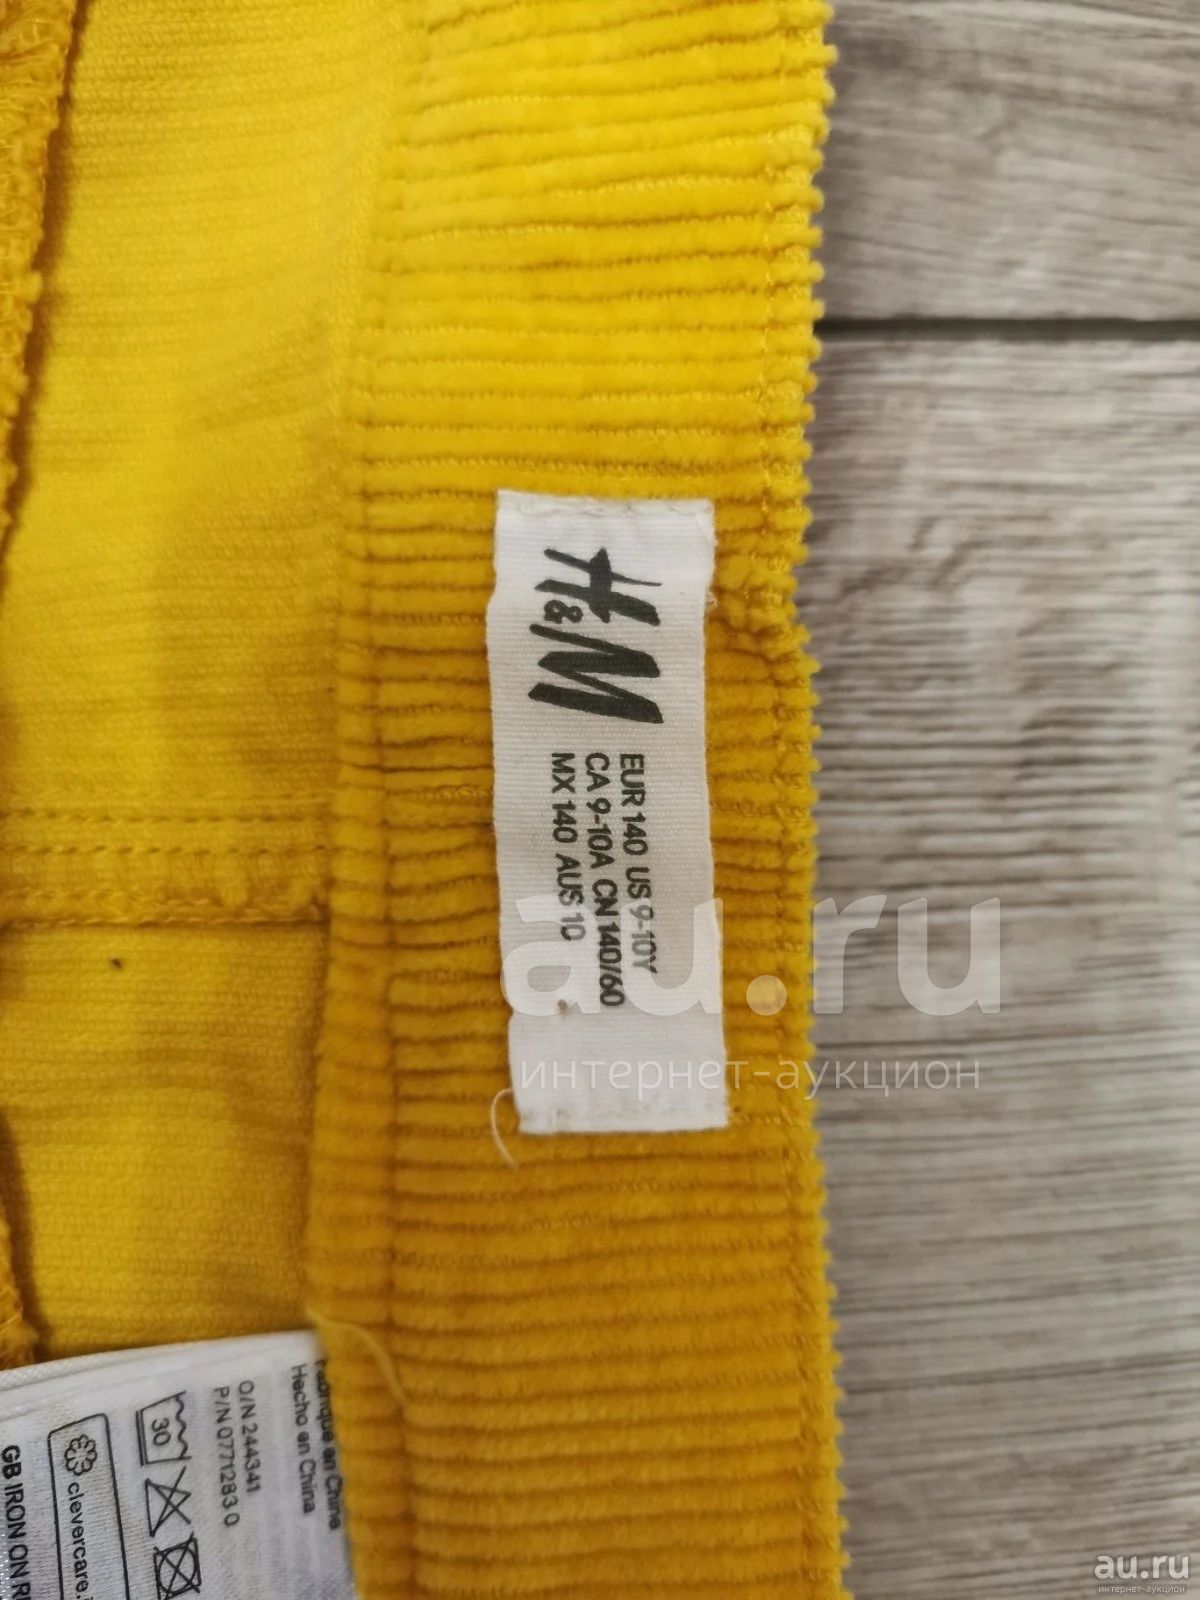 H&M
EUR 140 US 9-10Y
CA 9-10A CN 140/60
MX 140 AUS 10
au.ru
интернет-аукцион
Fabriqué en Chine
Hecho en China
O/N 244341
P/N 0771283 0
30
clevercare.
GB IRON ON RE
au.ru
интернет-аукцион